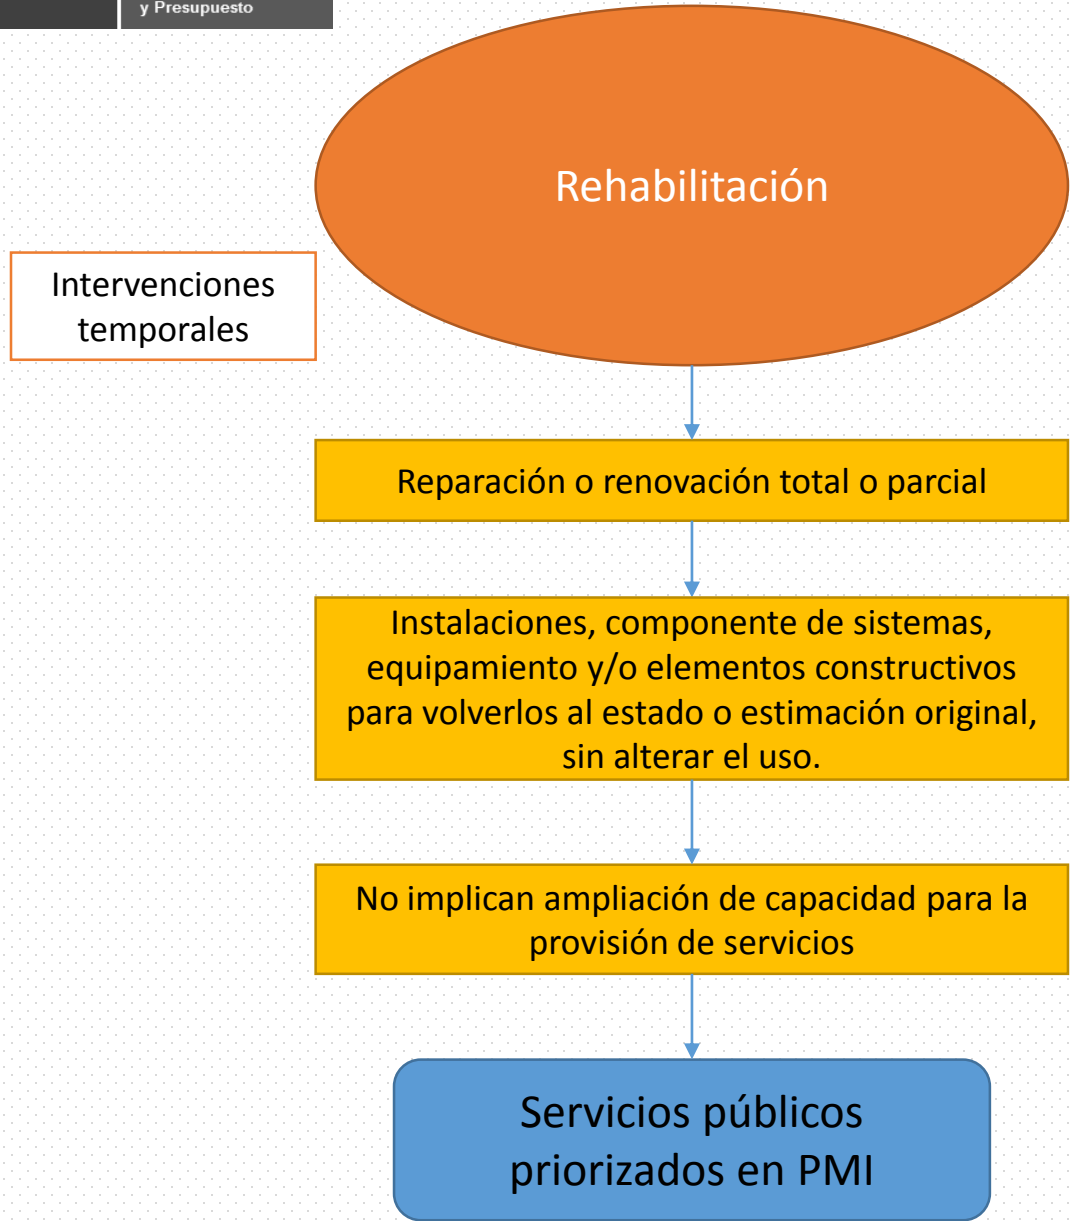 y Presupuesto
Rehabilitación
Intervenciones
temporales
Reparación o renovación total o parcial
Instalaciones, componente de sistemas,
equipamiento y/o elementos constructivos
para volverlos al estado o estimación original,
sin alterar el uso.
No implican ampliación de capacidad para la
provisión de servicios
Servicios públicos
priorizados en PMI